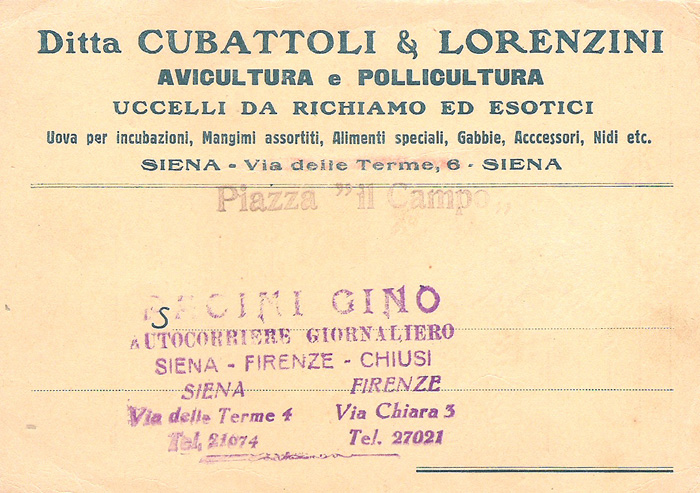 Ditta CUBATTOLI & LORENZINI
AVICULTURA e POLLICULTURA
UCCELLI DA RICHIAMO ED ESOTICI
Uova per incubazioni, Mangimi assortiti, Alimenti speciali, Gabbie, Acccessori, Nidi etc.
SIENA - Via delle Terme, 6 - SIENA
Piazza "il Campo"
GINO
AUTOCORRIERE GIORNALIERO
SIENA - FIRENZE - CHIUSI
SIENA FIRENZE
Via delle Terme 4 Via Chiara 3
Tel. 21074 Tel. 27021